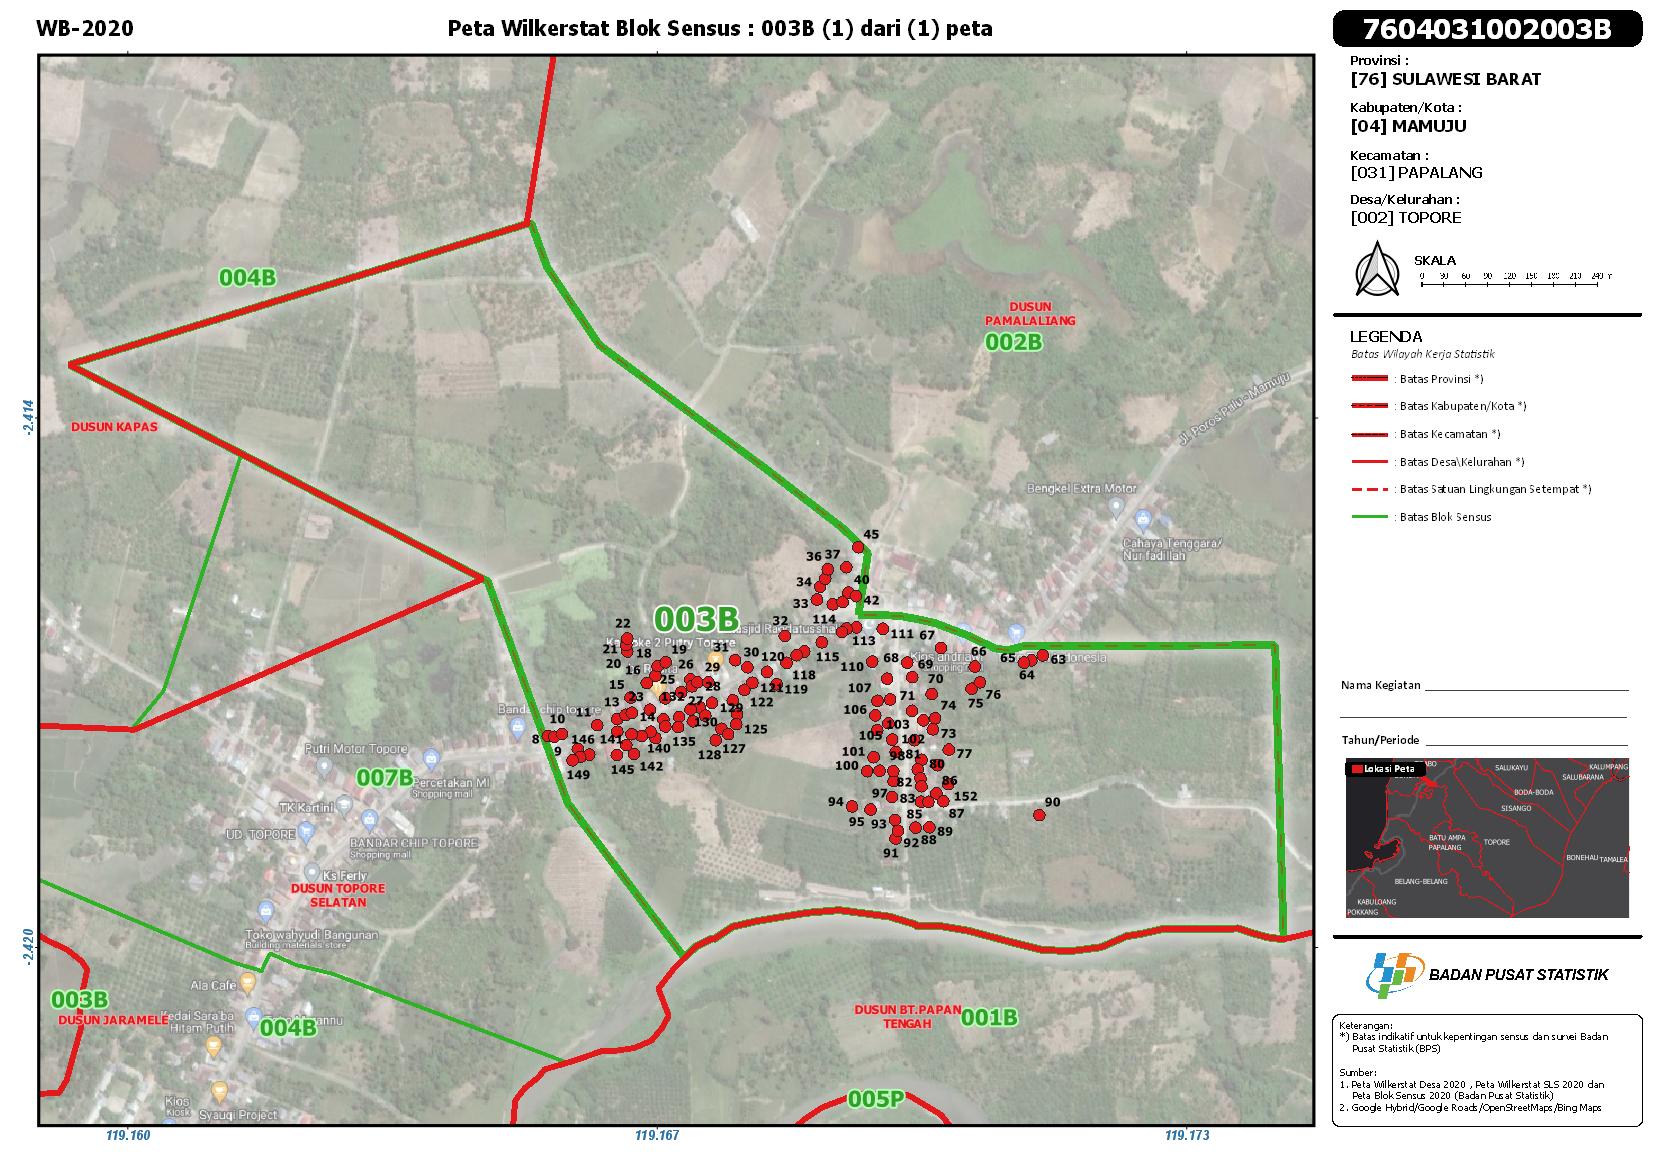 WB-2020
Peta Wilkerstat Blok Sensus : 003B (1) dari (1) peta
7604031002003B
Provinsi :
[76] SULAWESI BARAT
Kabupaten/Kota :
[04] MAMUJU
Kecamatan :
[031] PAPALANG
Desa/Kelurahan :
[002] TOPORE
SKALA
0 30 60 90 120 150 180 210 240 m
LEGENDA
Batas Wilayah Kerja Statistik
: Batas Provinsi *)
: Batas Kabupaten/Kota *)
: Batas Kecamatan *)
: Batas Desa\Kelurahan *)
: Batas Satuan Lingkungan Setempat *)
: Batas Blok Sensus
Nama Kegiatan
Tahun/Periode
Lokasi Peta
SALUKAYU
KALUMPANG
SALUBARANA
BODA-BODA
SISANGO
BATU AMPA
PAPALANG
TOPORE
BONEHAU
TAMALEA
BELANG-BELANG
KABULOANG
POKKANG
BADAN PUSAT STATISTIK
Keterangan:
*) Batas indikatif untuk kepentingan sensus dan survei Badan
Pusat Statistik (BPS)
Sumber:
1. Peta Wilkerstat Desa 2020 , Peta Wilkerstat SLS 2020 dan
Peta Blok Sensus 2020 (Badan Pusat Statistik)
2. Google Hybrid/Google Roads/OpenStreetMaps/Bing Maps
004B
DUSUN
PAMALALIANG
002B
DUSUN KAPAS
-2.414
Jl. Poros Palu - Mamuju
Bengkel Extra Motor
Cahaya Tenggara/
Nur fadillah
45
36 37
34
40
33
42
114
32
113
111
67
22
003B
21
18
19
20
16
26
31
30
29
120
115
118
119
110
68
69
66
65
64
63
15
25
28
121
122
107
70
76
75
13
23
132
27
129
71
106
74
10
11
14
130
125
105
103
73
8
9
146
141
140
135
128
127
102
77
149
145
142
101
100
98
81
80
82
86
97
83
152
94
95
93
85
87
90
91
92
88
89
Putri Motor Topore
007B
Percetakan MI
Shopping mall
TK Kartini
UD. TOPORE
BANDAR CHIP TOPORE
Shopping mall
Ks Ferly
DUSUN TOPORE
SELATAN
Toko wahyudi Bangunan
Building materials store
-2.420
Ala Cafe
003B
DUSUN JARAMELE
Kedai Saraba
Hitam Putih
004B
DUSUN BT.PAPAN
TENGAH
001B
005P
Kios
Kiosk
Syauqi Project
119.160
119.167
119.173